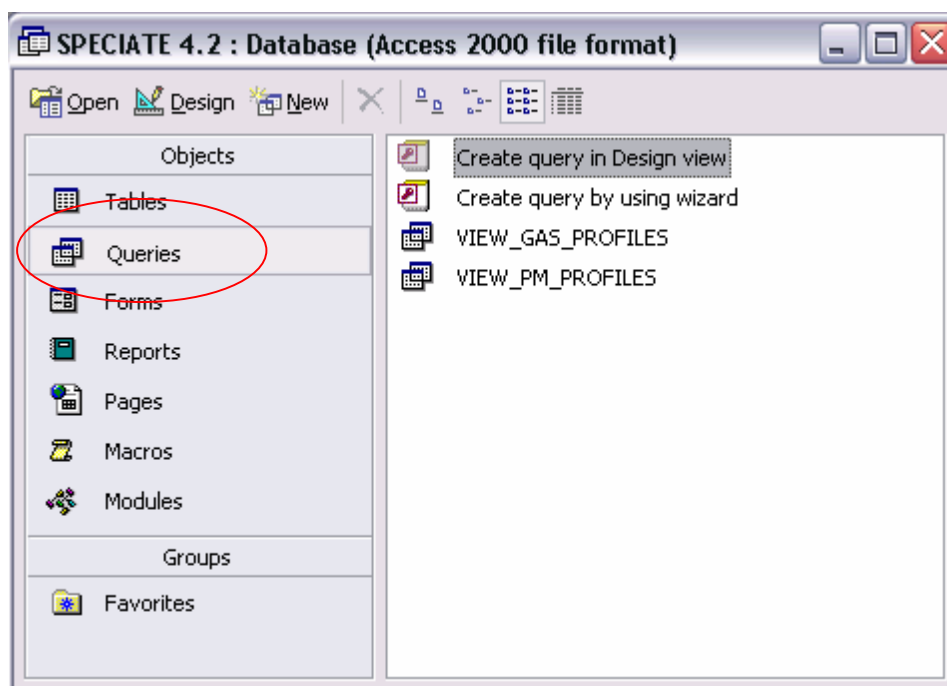 SPECIATE 4.2 : Database (Access 2000 file format)
Open Design New
Objects
Tables
Queries
Forms
Reports
Pages
Macros
Modules
Groups
Favorites
Create query in Design view
Create query by using wizard
VIEW_GAS_PROFILES
VIEW_PM_PROFILES